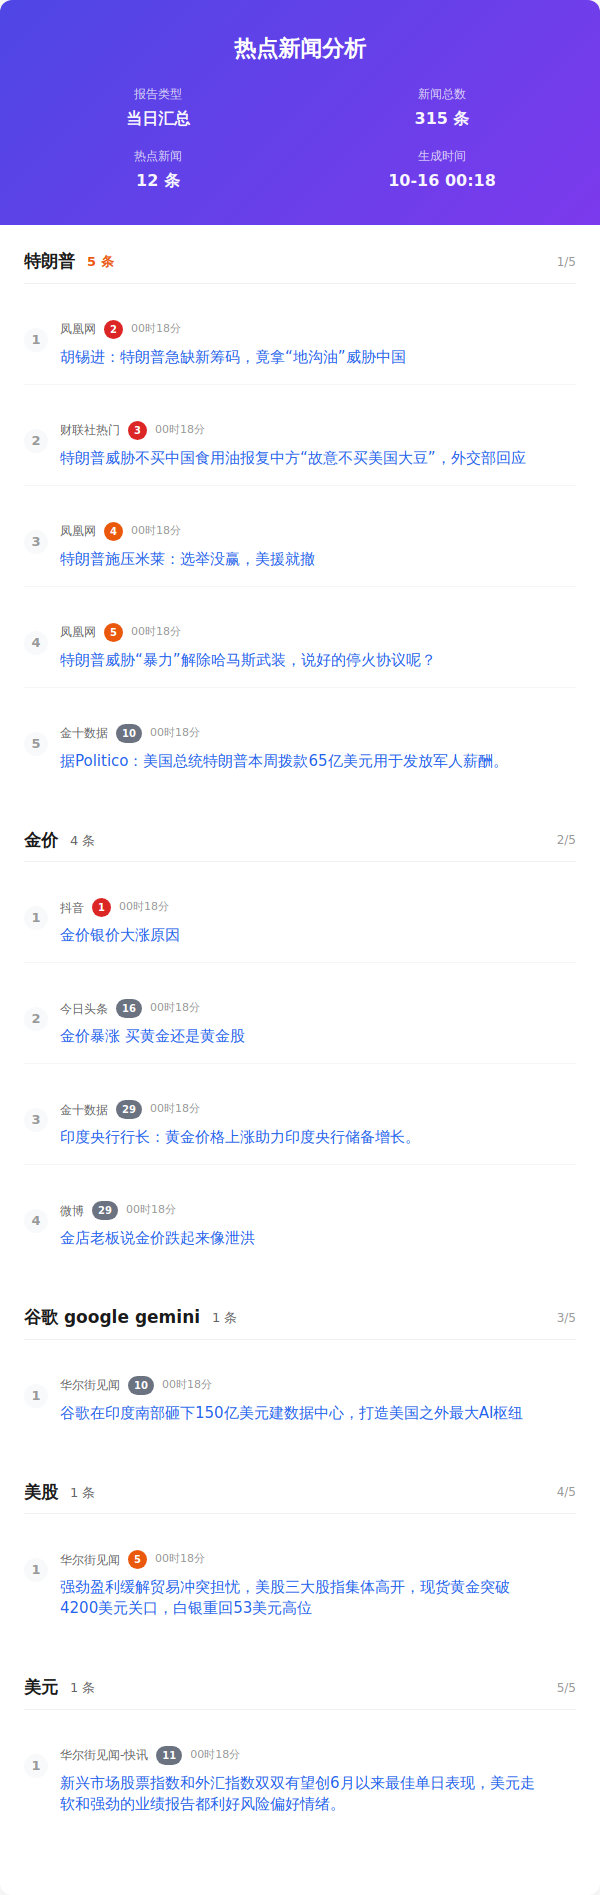 热点新闻分析
报告类型
当日汇总
新闻总数
315 条
热点新闻
12 条
生成时间
10-16 00:18
特朗普 5 条 1/5
1
凤凰网 2 00时18分
胡锡进：特朗普急缺新筹码，竟拿“地沟油”威胁中国
2
财联社热门 3 00时18分
特朗普威胁不买中国食用油报复中方“故意不买美国大豆”，外交部回应
3
凤凰网 4 00时18分
特朗普施压米莱：选举没赢，美援就撤
4
凤凰网 5 00时18分
特朗普威胁“暴力”解除哈马斯武装，说好的停火协议呢？
5
金十数据 10 00时18分
据Politico：美国总统特朗普本周拨款65亿美元用于发放军人薪酬。
金价 4 条 2/5
1
抖音 1 00时18分
金价银价大涨原因
2
今日头条 16 00时18分
金价暴涨 买黄金还是黄金股
3
金十数据 29 00时18分
印度央行行长：黄金价格上涨助力印度央行储备增长。
4
微博 29 00时18分
金店老板说金价跌起来像泄洪
谷歌 google gemini 1 条 3/5
1
华尔街见闻 10 00时18分
谷歌在印度南部砸下150亿美元建数据中心，打造美国之外最大AI枢纽
美股 1 条 4/5
1
华尔街见闻 5 00时18分
强劲盈利缓解贸易冲突担忧，美股三大股指集体高开，现货黄金突破
4200美元关口，白银重回53美元高位
美元 1 条 5/5
1
华尔街见闻-快讯 11 00时18分
新兴市场股票指数和外汇指数双双有望创6月以来最佳单日表现，美元走
软和强劲的业绩报告都利好风险偏好情绪。